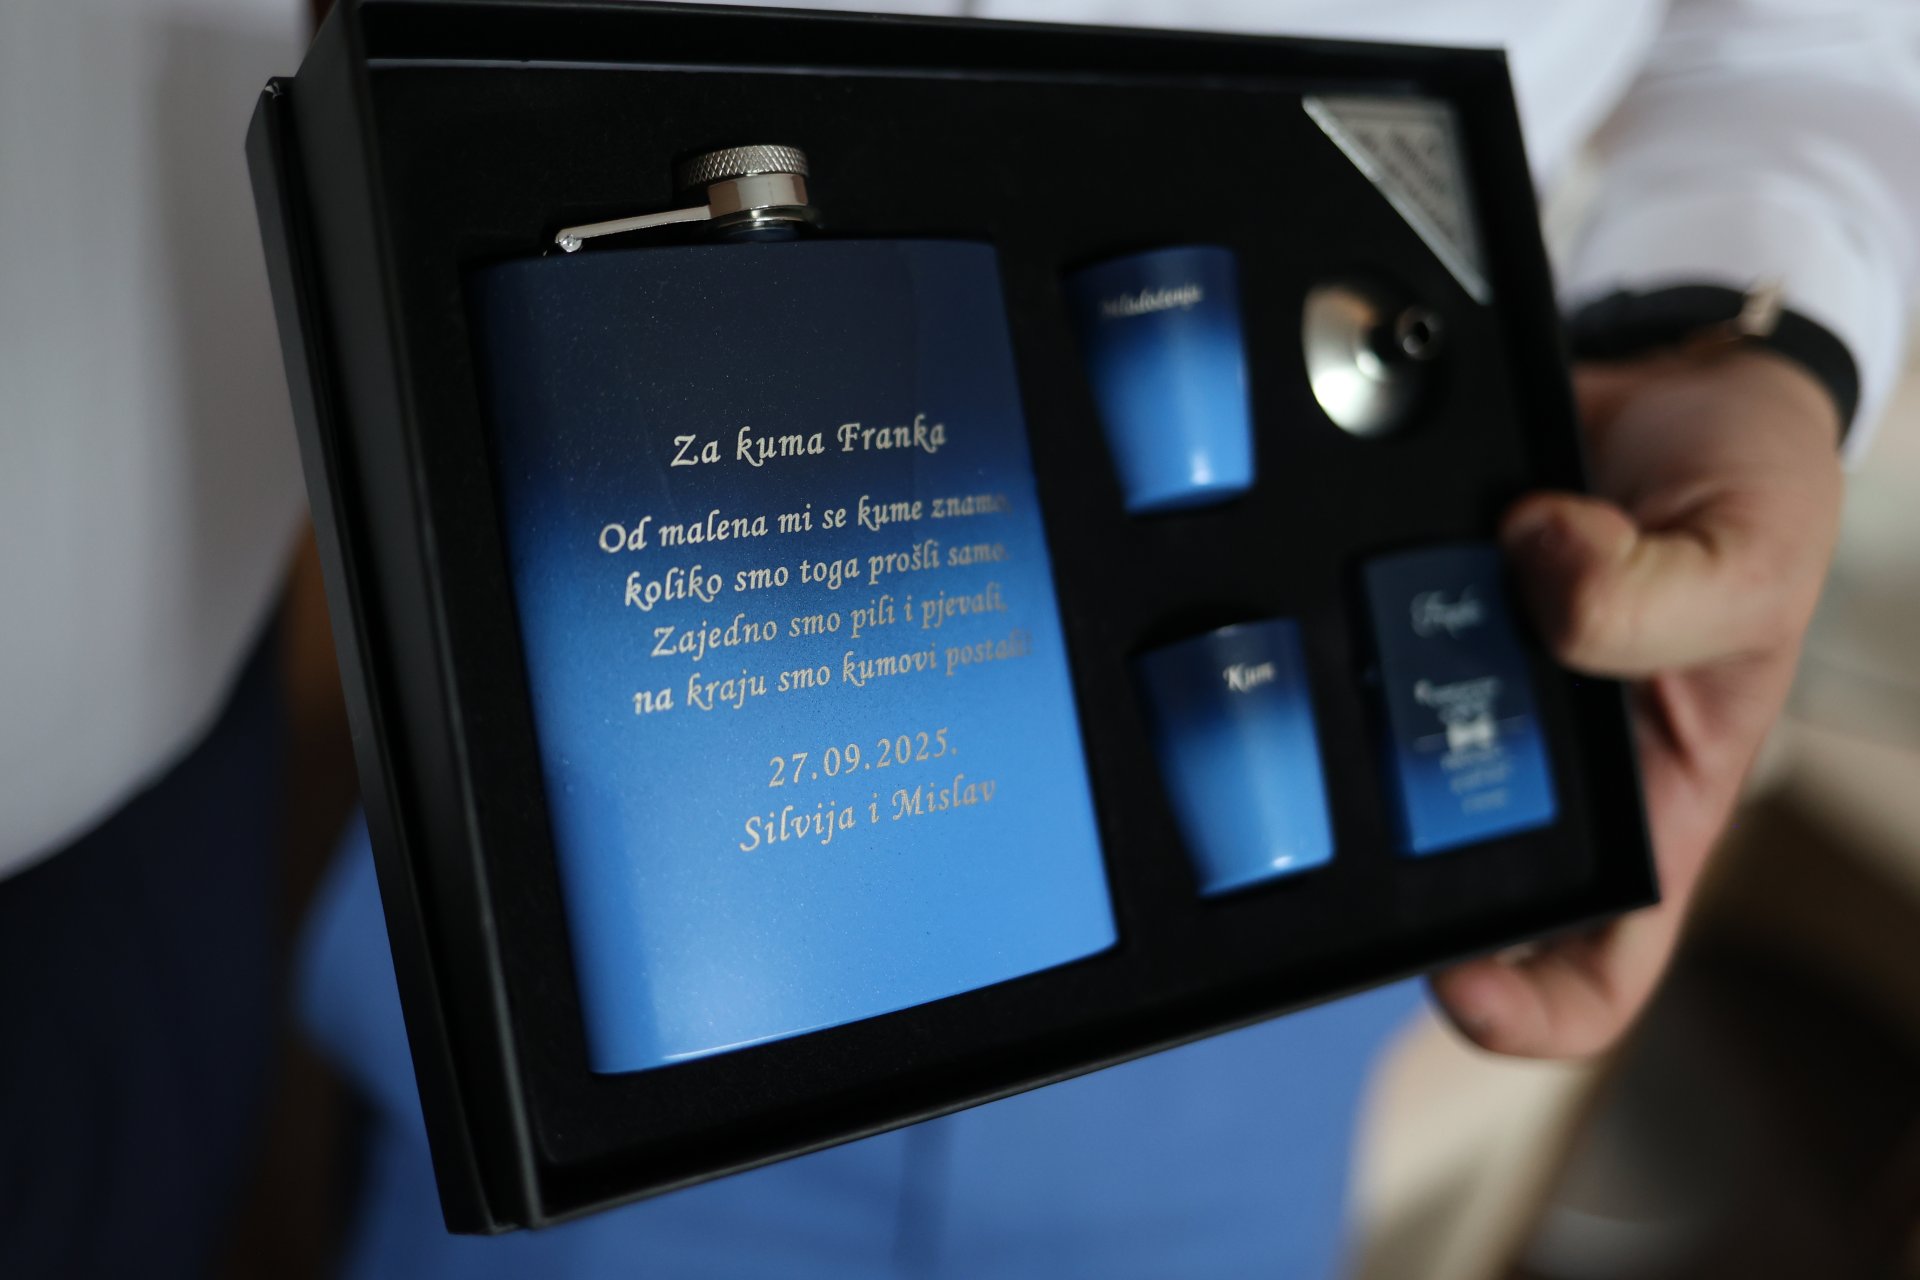 Za kuma Franka
Od malena mi se kume znamo,
koliko smo toga prošli samo.
Zajedno smo pili i pjevali,
na kraju smo kumovi postali!
27.09.2025.
Silvija i Mislav
Mladoženja
Kum